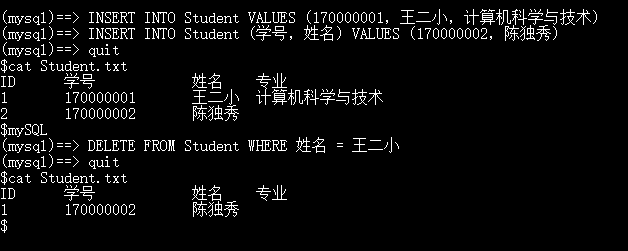 (mysql)==> INSERT INTO Student VALUES (170000001, 王二小, 计算机科学与技术)
(mysql)==> INSERT INTO Student (学号, 姓名) VALUES (170000002, 陈独秀)
(mysql)==> quit
$cat Student.txt
ID 学号 姓名 专业
1 170000001 王二小 计算机科学与技术
2 170000002 陈独秀
$mySQL
(mysql)==> DELETE FROM Student WHERE 姓名 = 王二小
(mysql)==> quit
$cat Student.txt
ID 学号 姓名 专业
1 170000002 陈独秀
$